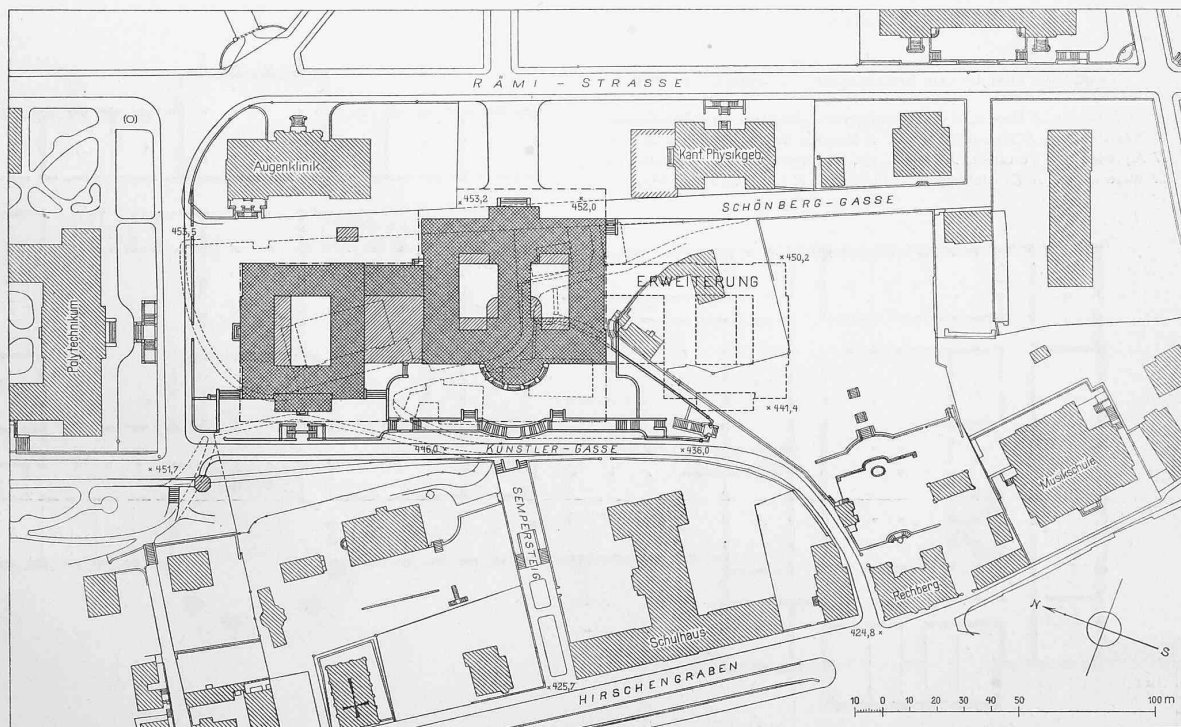 RÄMI - STRASSE
(O)
Augenklinik
Kant. Physikgeb.
453,2
452,0
SCHÖNBERG-GASSE
453,5
450,2
ERWEITERUNG
Polytechnikum
441,4
446,0
KÜNSTLER-GASSE
436,0
451,7
SEMPERSTEIG
Musikschule
Rechberg
Schulhaus
424,8
N
S
425,7
HIRSCHENGRABEN
10 0 10 20 30 40 50 100 m